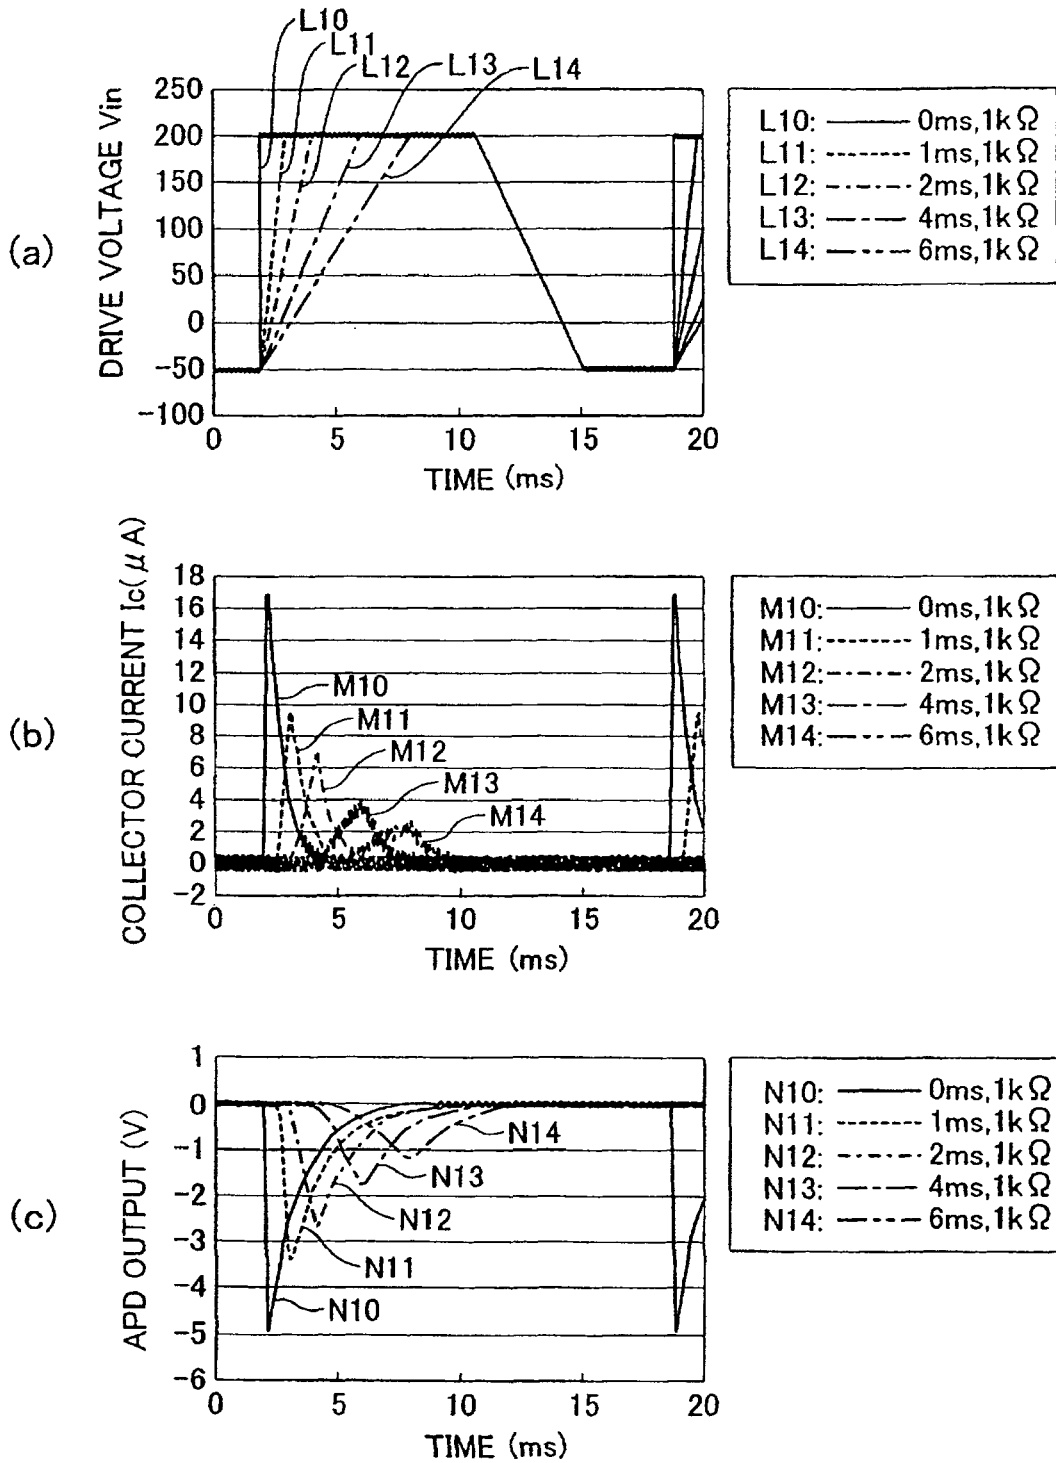 L10
L11
L12
L13
L14
250
200
150
100
50
0
-50
-100
DRIVE VOLTAGE Vin
(a)
0 5 10 15 20
TIME (ms)
L10: 0ms,1kΩ
L11: 1ms,1kΩ
L12: 2ms,1kΩ
L13: 4ms,1kΩ
L14: 6ms,1kΩ
COLLECTOR CURRENT Ic(μA)
(b)
18
16
14
12
10
8
6
4
2
0
-2
M10
M11
M12
M13
M14
0 5 10 15 20
TIME (ms)
M10: 0ms,1kΩ
M11: 1ms,1kΩ
M12: 2ms,1kΩ
M13: 4ms,1kΩ
M14: 6ms,1kΩ
APD OUTPUT (V)
(c)
1
0
-1
-2
-3
-4
-5
-6
N14
N13
N12
N11
N10
0 5 10 15 20
TIME (ms)
N10: 0ms,1kΩ
N11: 1ms,1kΩ
N12: 2ms,1kΩ
N13: 4ms,1kΩ
N14: 6ms,1kΩ